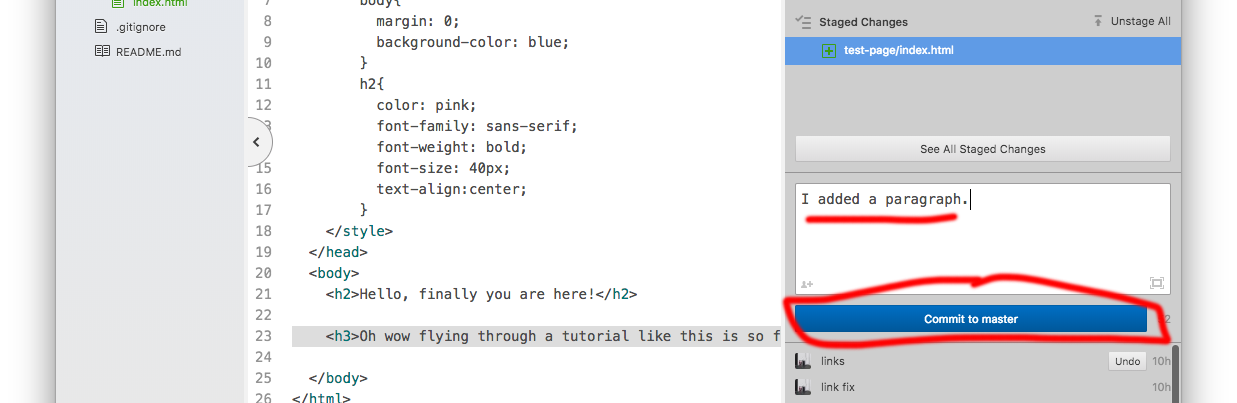 index.html
.gitignore
README.md
7 body{
8 margin: 0;
9 background-color: blue;
10 }
11 h2{
12 color: pink;
font-family: sans-serif;
font-weight: bold;
15 font-size: 40px;
16 text-align:center;
17 }
18 </style>
19 </head>
20 <body>
21 <h2>Hello, finally you are here!</h2>
22
23 <h3>Oh wow flying through a tutorial like this is so f
24
25 </body>
26 </html>
Staged Changes Unstage All
test-page/index.html
See All Staged Changes
I added a paragraph.
Commit to master
links Undo 10h
link fix 10h